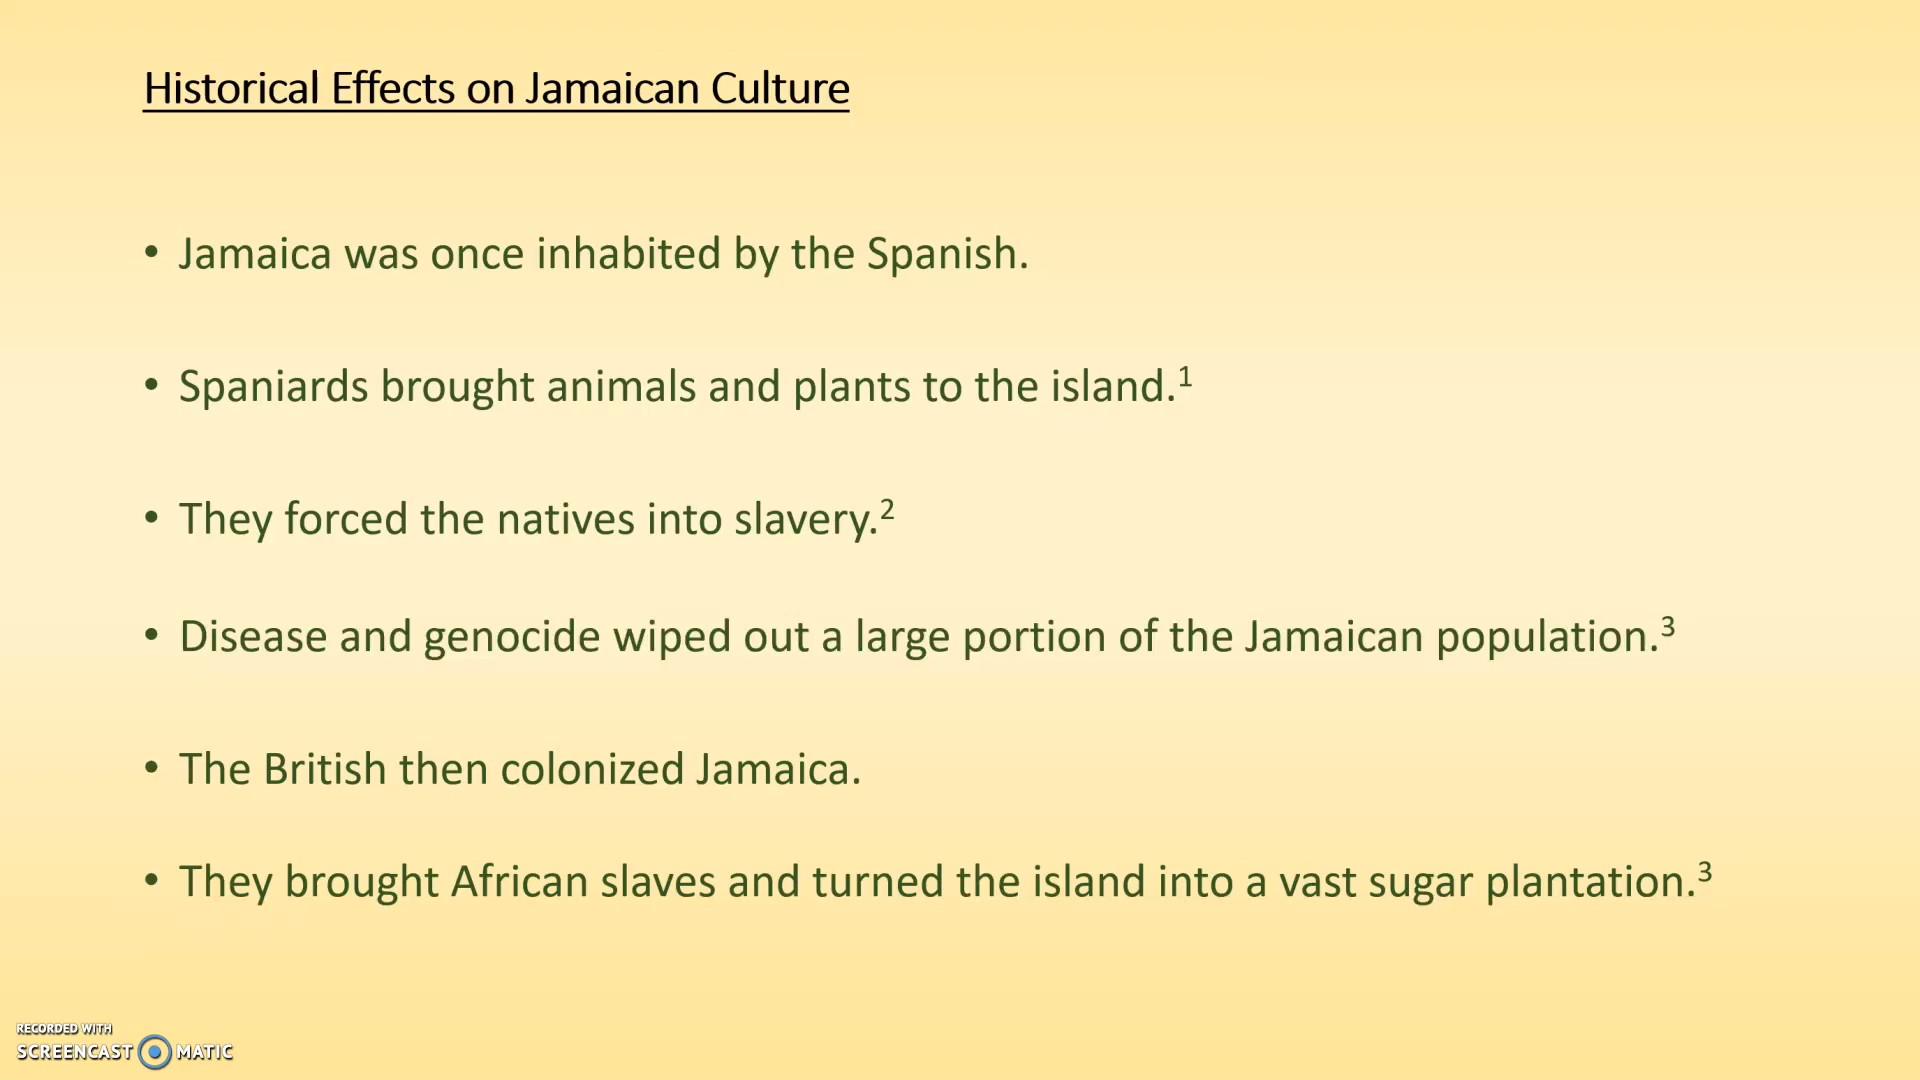 Historical Effects on Jamaican Culture
• Jamaica was once inhabited by the Spanish.
• Spaniards brought animals and plants to the island.¹
• They forced the natives into slavery.²
• Disease and genocide wiped out a large portion of the Jamaican population.³
• The British then colonized Jamaica.
• They brought African slaves and turned the island into a vast sugar plantation.³
RECORDED WITH
SCREENCAST MATIC